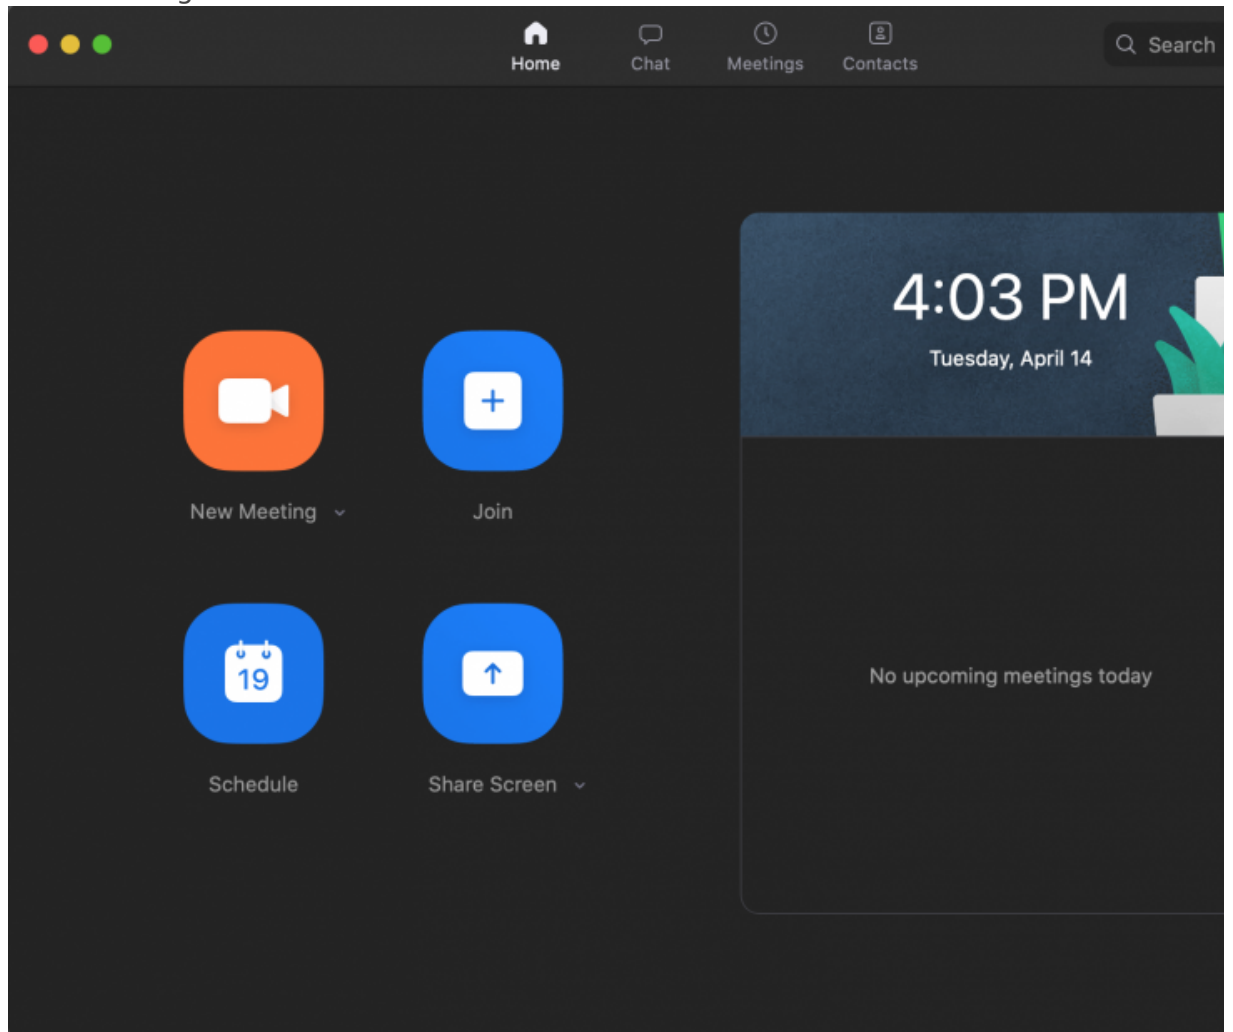 Home
Chat
Meetings
Contacts
Search
4:03 PM
Tuesday, April 14
New Meeting
Join
19
Schedule
Share Screen
No upcoming meetings today